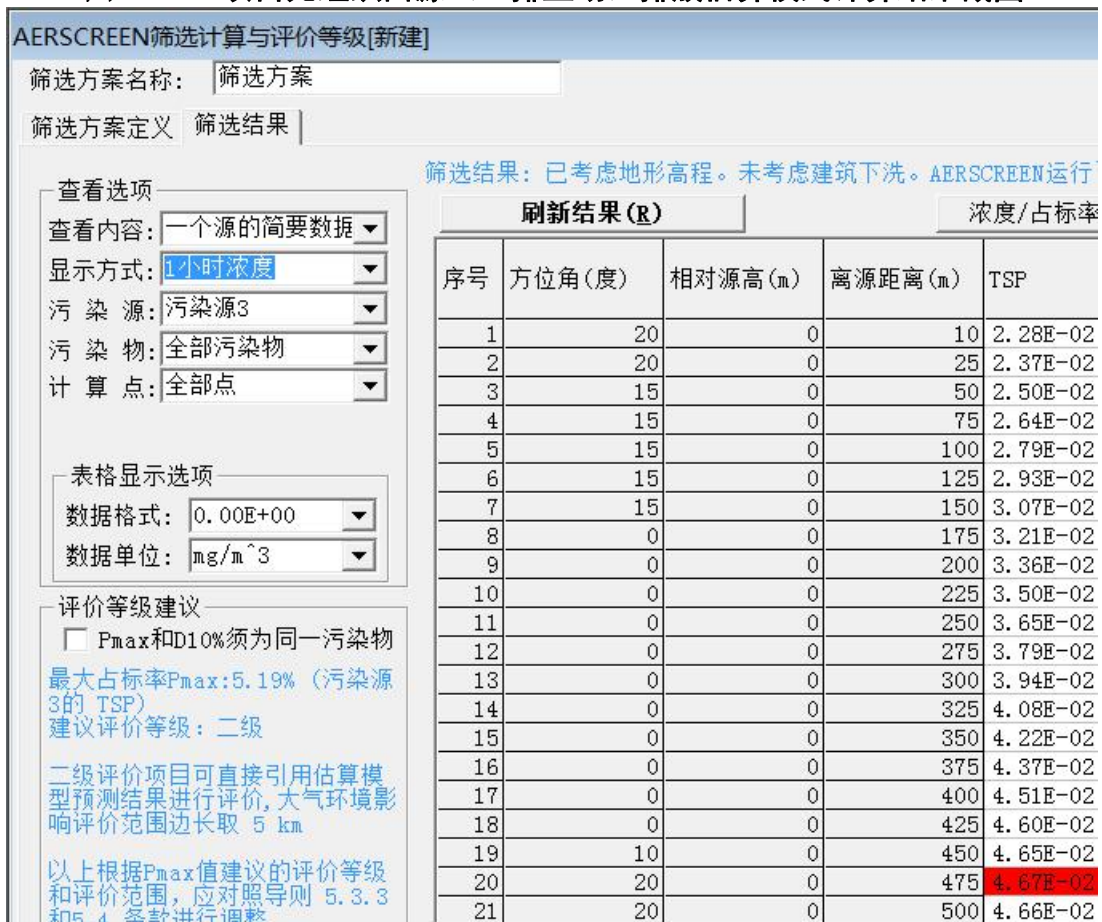 AERSCREEN筛选计算与评价等级[新建]
筛选方案名称: 筛选方案
筛选方案定义 筛选结果
查看选项
查看内容: 一个源的简要数据
显示方式: 1小时浓度
污 染 源: 污染源3
污 染 物: 全部污染物
计 算 点: 全部点
表格显示选项
数据格式: 0.00E+00
数据单位: mg/m^3
评价等级建议
Pmax和D10%须为同一污染物
最大占标率Pmax:5.19% (污染源
3的 TSP)
建议评价等级: 二级
二级评价项目可直接引用估算模
型预测结果进行评价,大气环境影
响评价范围边长取 5 km
以上根据Pmax值建议的评价等级
和评价范围,应对照导则 5.3.3
和5.4 条款进行调整
筛选结果: 已考虑地形高程。未考虑建筑下洗。AERSCREEN运行
刷新结果(R) 浓度/占标率
序号 方位角(度) 相对源高(m) 离源距离(m) TSP
1 20 0 10 2.28E-02
2 20 0 25 2.37E-02
3 15 0 50 2.50E-02
4 15 0 75 2.64E-02
5 15 0 100 2.79E-02
6 15 0 125 2.93E-02
7 15 0 150 3.07E-02
8 0 0 175 3.21E-02
9 0 0 200 3.36E-02
10 0 0 225 3.50E-02
11 0 0 250 3.65E-02
12 0 0 275 3.79E-02
13 0 0 300 3.94E-02
14 0 0 325 4.08E-02
15 0 0 350 4.22E-02
16 0 0 375 4.37E-02
17 0 0 400 4.51E-02
18 0 0 425 4.60E-02
19 10 0 450 4.65E-02
20 20 0 475 4.67E-02
21 20 0 500 4.66E-02